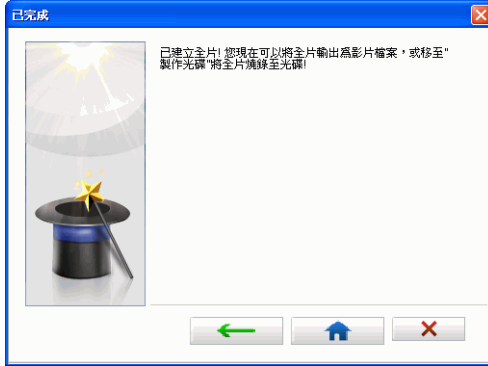 已完成
已建立全片! 您現在可以將全片輸出為影片檔案，或移至"
製作光碟"將全片燒錄至光碟!